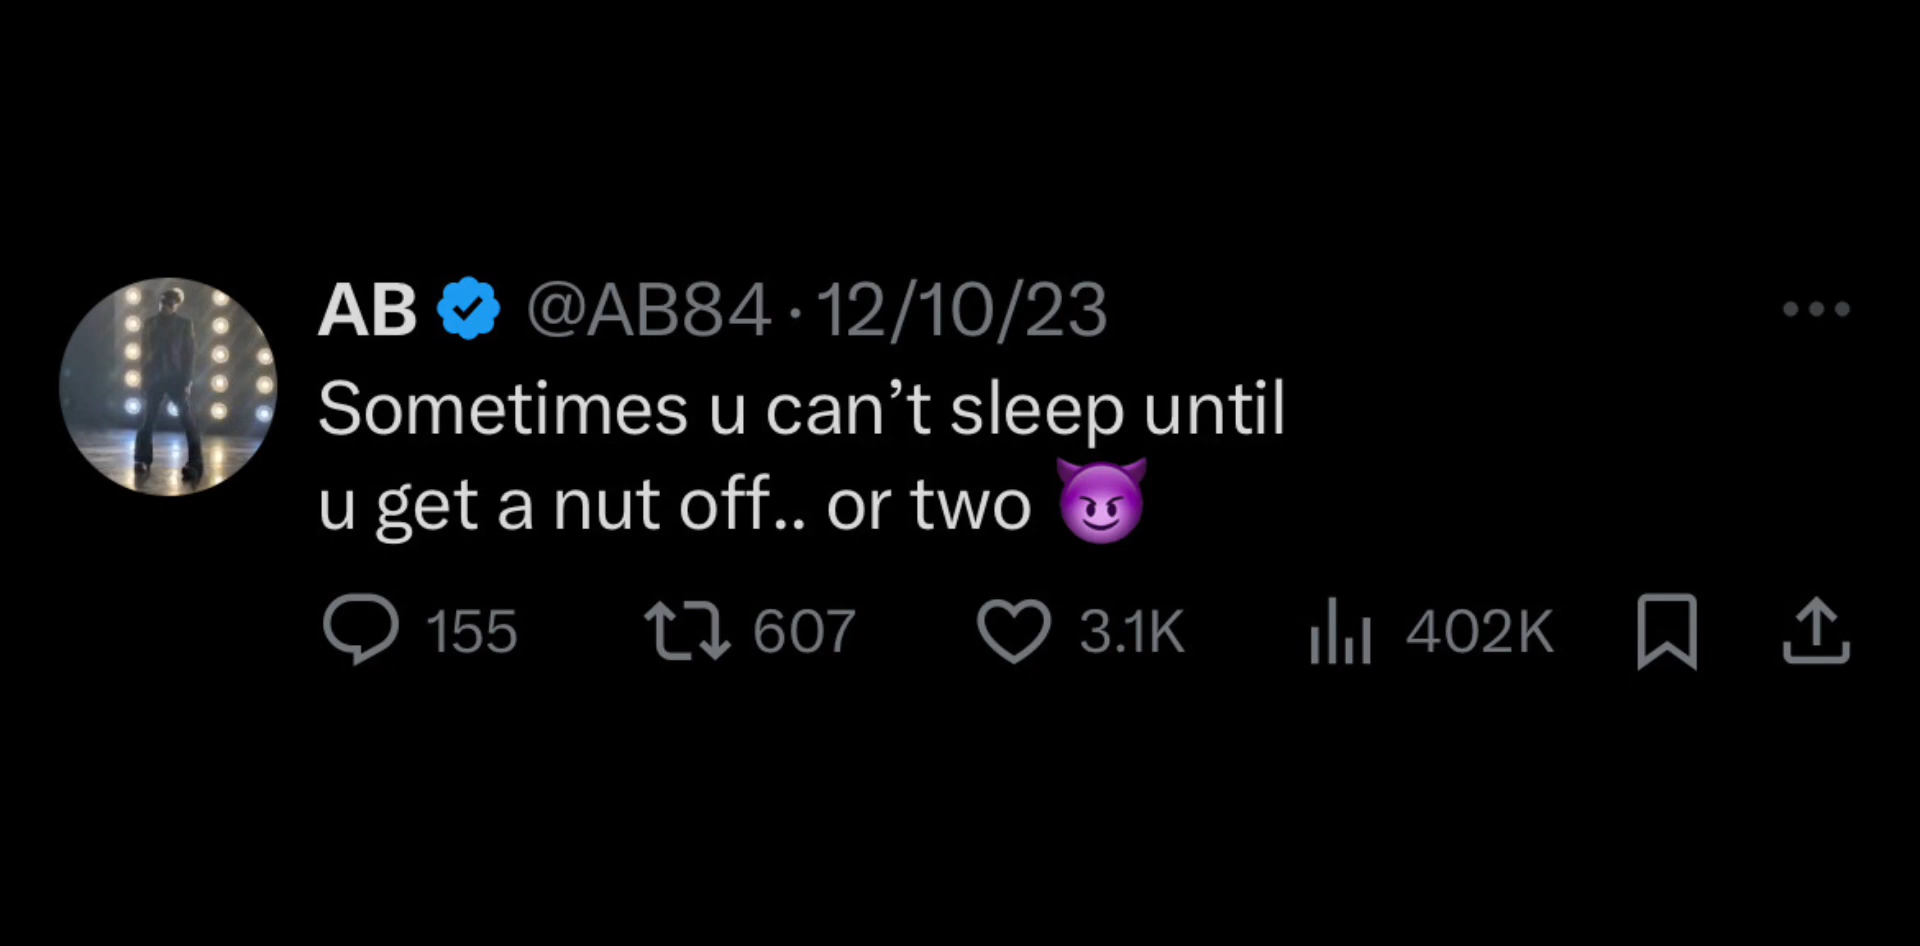 AB @AB84 · 12/10/23
Sometimes u can’t sleep until
u get a nut off.. or two 😈
155 607 3.1K 402K